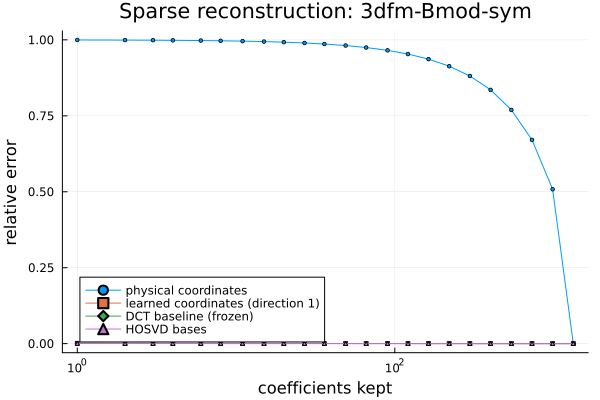 Sparse reconstruction: 3dfm-Bmod-sym
1.00
0.75
0.50
0.25
0.00
relative error
physical coordinates
learned coordinates (direction 1)
DCT baseline (frozen)
HOSVD bases
10⁰
10²
coefficients kept